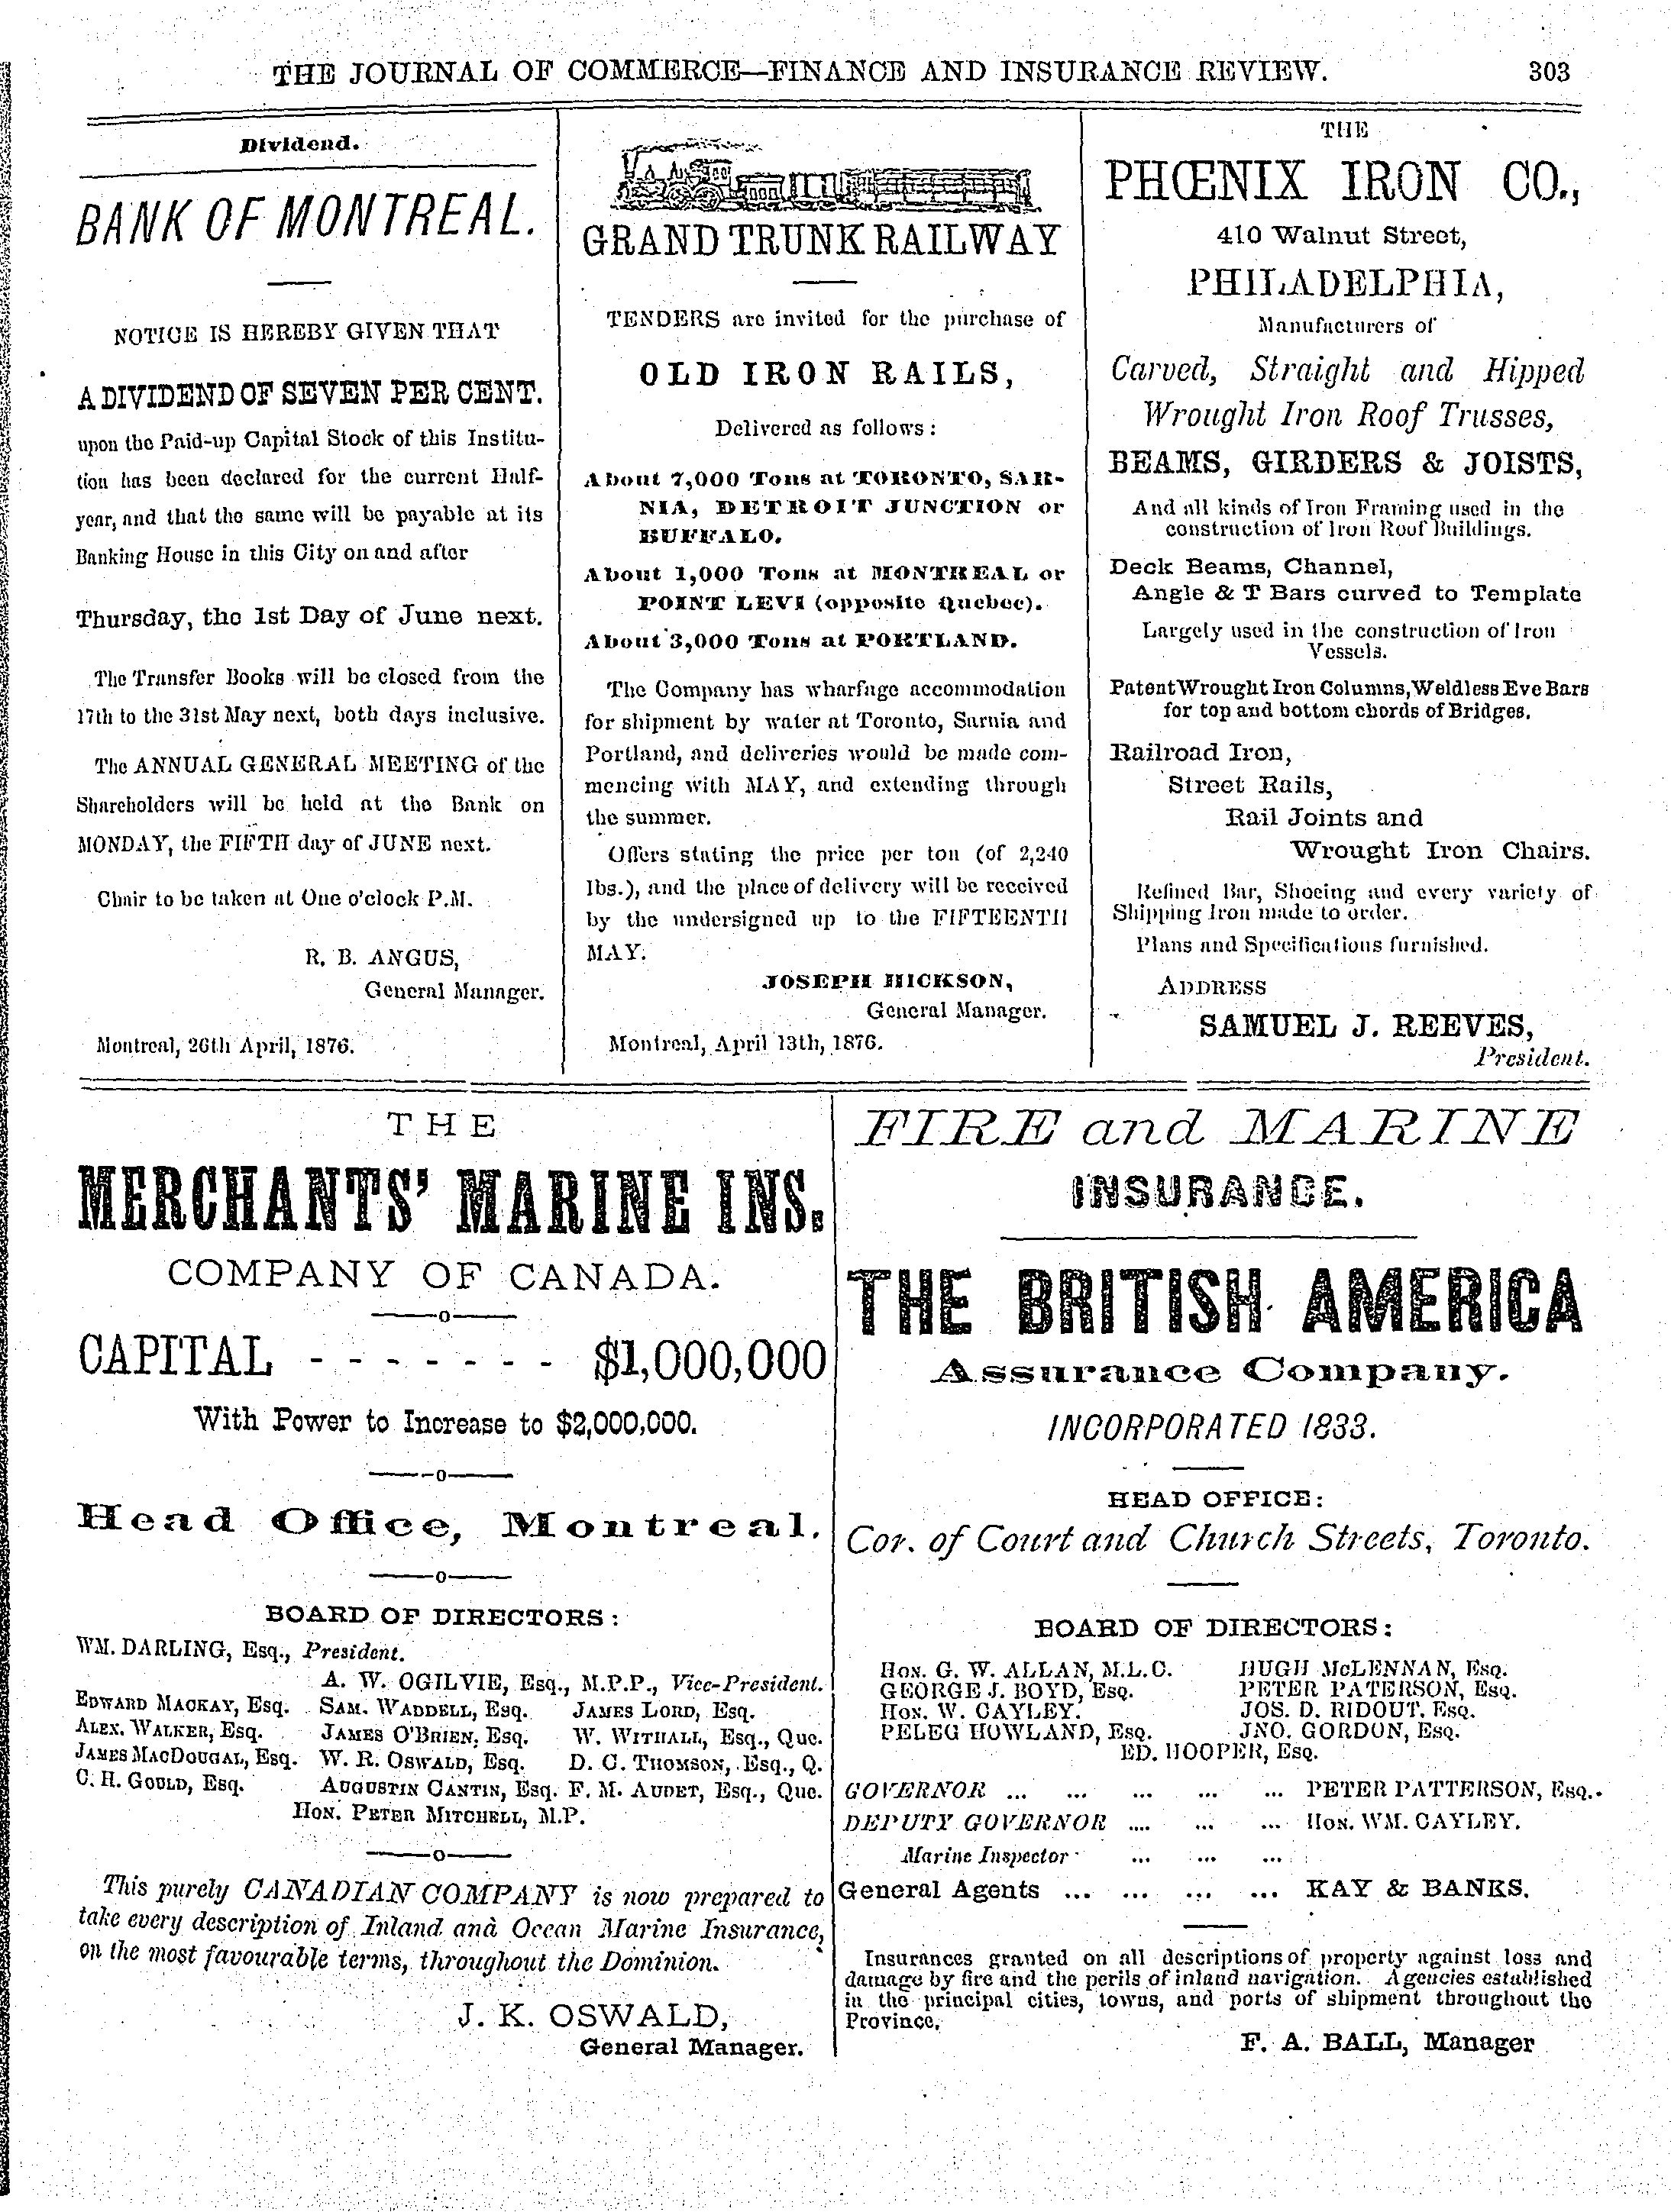 THE JOURNAL OF COMMERCE—FINANCE AND INSURANCE REVIEW. 303
Dividend.
BANK OF MONTREAL.
NOTICE IS HEREBY GIVEN THAT
A DIVIDEND OF SEVEN PER CENT.
upon the Paid-up Capital Stock of this Institu-
tion has been declared for the current Half-
year, and that the same will be payable at its
Banking House in this City on and after
Thursday, the 1st Day of June next.
The Transfer Books will be closed from the
17th to the 31st May next, both days inclusive.
The ANNUAL GENERAL MEETING of the
Shareholders will be held at the Bank on
MONDAY, the FIFTH day of JUNE next.
Chair to be taken at One o'clock P.M.
R. B. ANGUS,
General Manager.
Montreal, 26th April, 1876.
GRAND TRUNK RAILWAY
TENDERS are invited for the purchase of
OLD IRON RAILS,
Delivered as follows:
About 7,000 Tons at TORONTO, SAR-
NIA, DETROIT JUNCTION or
BUFFALO.
About 1,000 Tons at MONTREAL or
POINT LEVI (opposite Quebec).
About 3,000 Tons at PORTLAND.
The Company has wharfage accommodation
for shipment by water at Toronto, Sarnia and
Portland, and deliveries would be made com-
mencing with MAY, and extending through
the summer.
Offers stating the price per ton (of 2,240
lbs.), and the place of delivery will be received
by the undersigned up to the FIFTEENTH
MAY.
JOSEPH HICKSON,
General Manager.
Montreal, April 13th, 1876.
THE
PHŒNIX IRON CO.,
410 Walnut Street,
PHILADELPHIA,
Manufacturers of
Carved, Straight and Hipped
Wrought Iron Roof Trusses,
BEAMS, GIRDERS & JOISTS,
And all kinds of Iron Framing used in the
construction of Iron Roof Buildings.
Deck Beams, Channel,
Angle & T Bars curved to Template
Largely used in the construction of Iron
Vessels.
Patent Wrought Iron Columns, Weldless Eve Bars
for top and bottom chords of Bridges.
Railroad Iron,
Street Rails,
Rail Joints and
Wrought Iron Chairs.
Refined Bar, Shoeing and every variety of
Shipping Iron made to order.
Plans and Specifications furnished.
ADDRESS
SAMUEL J. REEVES,
President.
THE
MERCHANTS' MARINE INS.
COMPANY OF CANADA.
CAPITAL - - - - - - - $1,000,000
With Power to Increase to $2,000,000.
Head Office, Montreal.
BOARD OF DIRECTORS:
WM. DARLING, Esq., President.
A. W. OGILVIE, Esq., M.P.P., Vice-President.
EDWARD MACKAY, Esq. SAM. WADDELL, Esq. JAMES LORD, Esq.
ALEX. WALKER, Esq. JAMES O'BRIEN, Esq. W. WITHALL, Esq., Que.
JAMES MACDOUGAL, Esq. W. R. OSWALD, Esq. D. C. THOMSON, Esq., Q.
C. H. GOULD, Esq. AUGUSTIN CANTIN, Esq. F. M. AUDET, Esq., Que.
HON. PETER MITCHELL, M.P.
This purely CANADIAN COMPANY is now prepared to
take every description of Inland and Ocean Marine Insurance,
on the most favourable terms, throughout the Dominion.
J. K. OSWALD,
General Manager.
FIRE and MARINE
INSURANCE.
THE BRITISH AMERICA
Assurance Company.
INCORPORATED 1833.
HEAD OFFICE:
Cor. of Court and Church Streets, Toronto.
BOARD OF DIRECTORS:
HON. G. W. ALLAN, M.L.C. HUGH McLENNAN, Esq.
GEORGE J. BOYD, Esq. PETER PATERSON, Esq.
HON. W. CAYLEY. JOS. D. RIDOUT, Esq.
PELEG HOWLAND, Esq. JNO. GORDON, Esq.
ED. HOOPER, Esq.
GOVERNOR ... ... ... ... ... PETER PATTERSON, Esq.
DEPUTY GOVERNOR .... ... ... HON. WM. CAYLEY.
Marine Inspector ... ... ...
General Agents ... ... ... ... KAY & BANKS.
Insurances granted on all descriptions of property against loss and
damage by fire and the perils of inland navigation. Agencies established
in the principal cities, towns, and ports of shipment throughout the
Province.
F. A. BALL, Manager